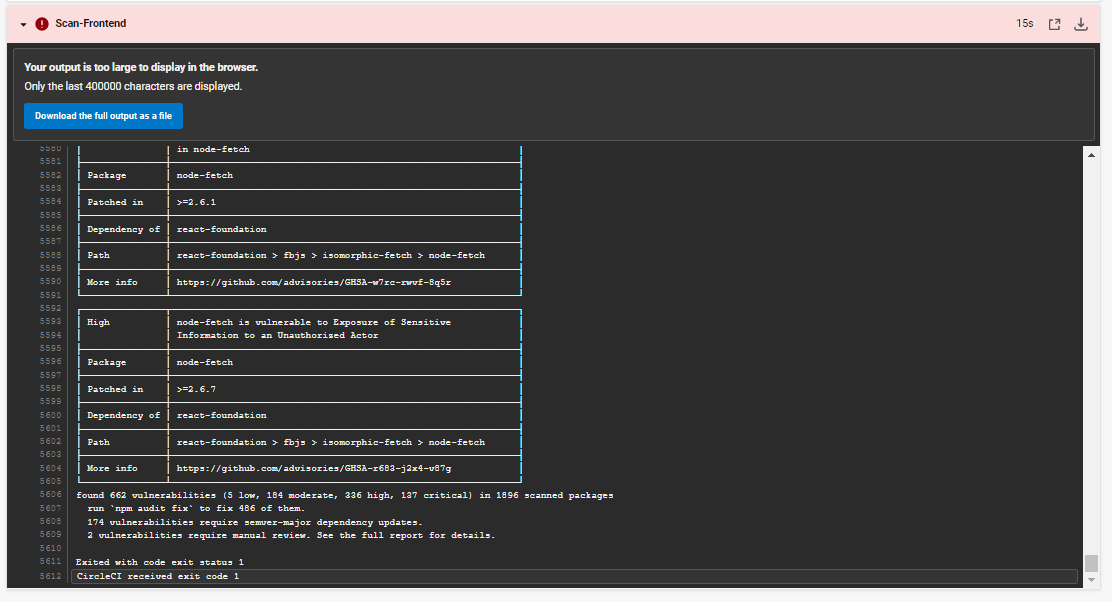 Scan-Frontend
15s
Your output is too large to display in the browser.
Only the last 400000 characters are displayed.
Download the full output as a file
5580 in node-fetch
5581
5582 Package node-fetch
5583
5584 Patched in >=2.6.1
5585
5586 Dependency of react-foundation
5587
5588 Path react-foundation > fbjs > isomorphic-fetch > node-fetch
5589
5590 More info https://github.com/advisories/GHSA-w7rc-rwvf-8q5r
5591
5592
5593 High node-fetch is vulnerable to Exposure of Sensitive
5594 Information to an Unauthorized Actor
5595
5596 Package node-fetch
5597
5598 Patched in >=2.6.7
5599
5600 Dependency of react-foundation
5601
5602 Path react-foundation > fbjs > isomorphic-fetch > node-fetch
5603
5604 More info https://github.com/advisories/GHSA-r683-j2x4-v87g
5605
5606 found 662 vulnerabilities (5 low, 184 moderate, 336 high, 137 critical) in 1896 scanned packages
5607 run `npm audit fix` to fix 486 of them.
5608 174 vulnerabilities require semver-major dependency updates.
5609 2 vulnerabilities require manual review. See the full report for details.
5610
5611 Exited with code exit status 1
5612 CircleCI received exit code 1